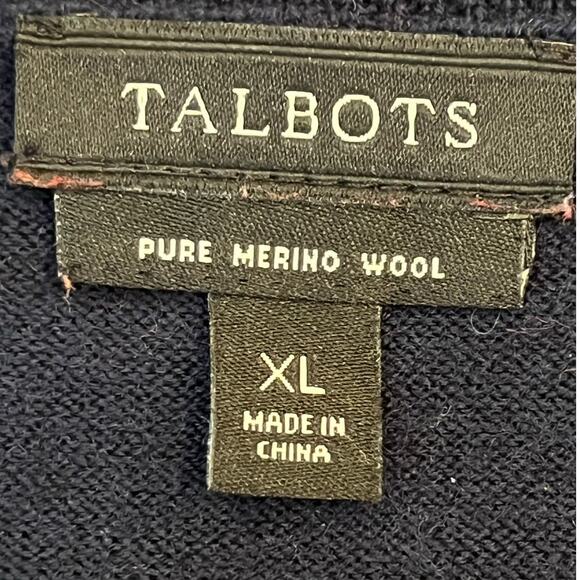 TALBOTS
PURE MERINO WOOL
XL
MADE IN
CHINA